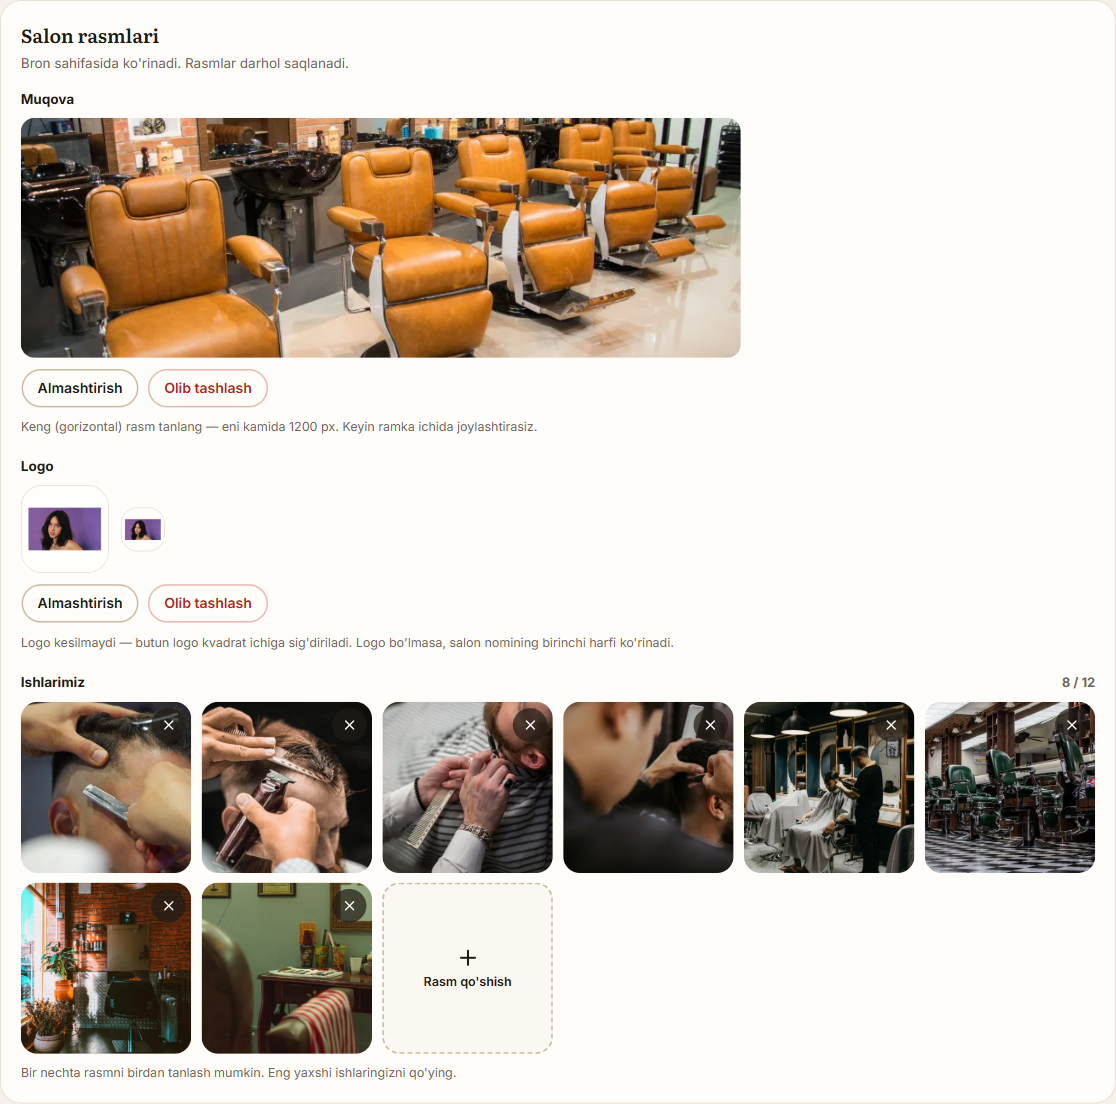 Salon rasmlari
Bron sahifasida ko'rinadi. Rasmlar darhol saqlanadi.
Muqova
Almashtirish
Olib tashlash
Keng (gorizontal) rasm tanlang — eni kamida 1200 px. Keyin ramka ichida joylashtirasiz.
Logo
Almashtirish
Olib tashlash
Logo kesilmaydi — butun logo kvadrat ichiga sig'diriladi. Logo bo'lmasa, salon nomining birinchi harfi ko'rinadi.
Ishlarimiz
8 / 12
Rasm qo'shish
Bir nechta rasmni birdan tanlash mumkin. Eng yaxshi ishlaringizni qo'ying.